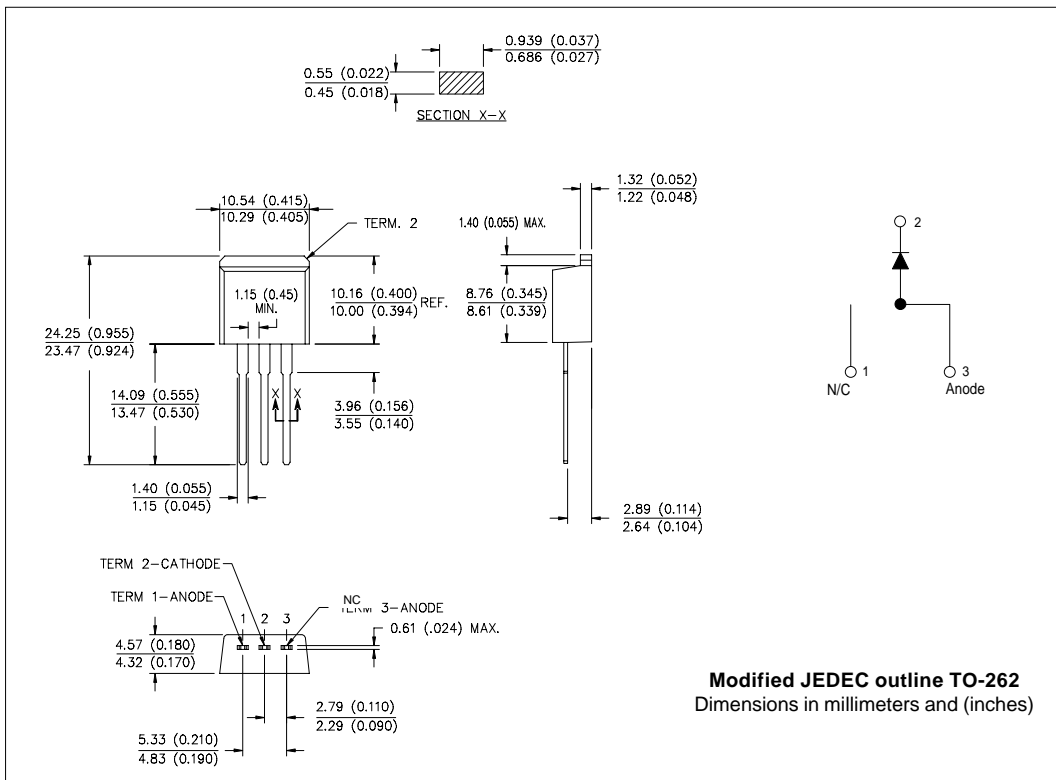 0.939 (0.037)
0.686 (0.027)
0.55 (0.022)
0.45 (0.018)
SECTION X-X
10.54 (0.415)
10.29 (0.405)
TERM. 2
1.32 (0.052)
1.22 (0.048)
1.40 (0.055) MAX.
2
1.15 (0.45)
MIN.
10.16 (0.400)
10.00 (0.394)
REF.
8.76 (0.345)
8.61 (0.339)
24.25 (0.955)
23.47 (0.924)
14.09 (0.555)
13.47 (0.530)
X X
3.96 (0.156)
3.55 (0.140)
1
N/C
3
Anode
1.40 (0.055)
1.15 (0.045)
2.89 (0.114)
2.64 (0.104)
TERM 2-CATHODE
TERM 1-ANODE
NC
3-ANODE
1 2 3
0.61 (.024) MAX.
4.57 (0.180)
4.32 (0.170)
2.79 (0.110)
2.29 (0.090)
5.33 (0.210)
4.83 (0.190)
Modified JEDEC outline TO-262
Dimensions in millimeters and (inches)